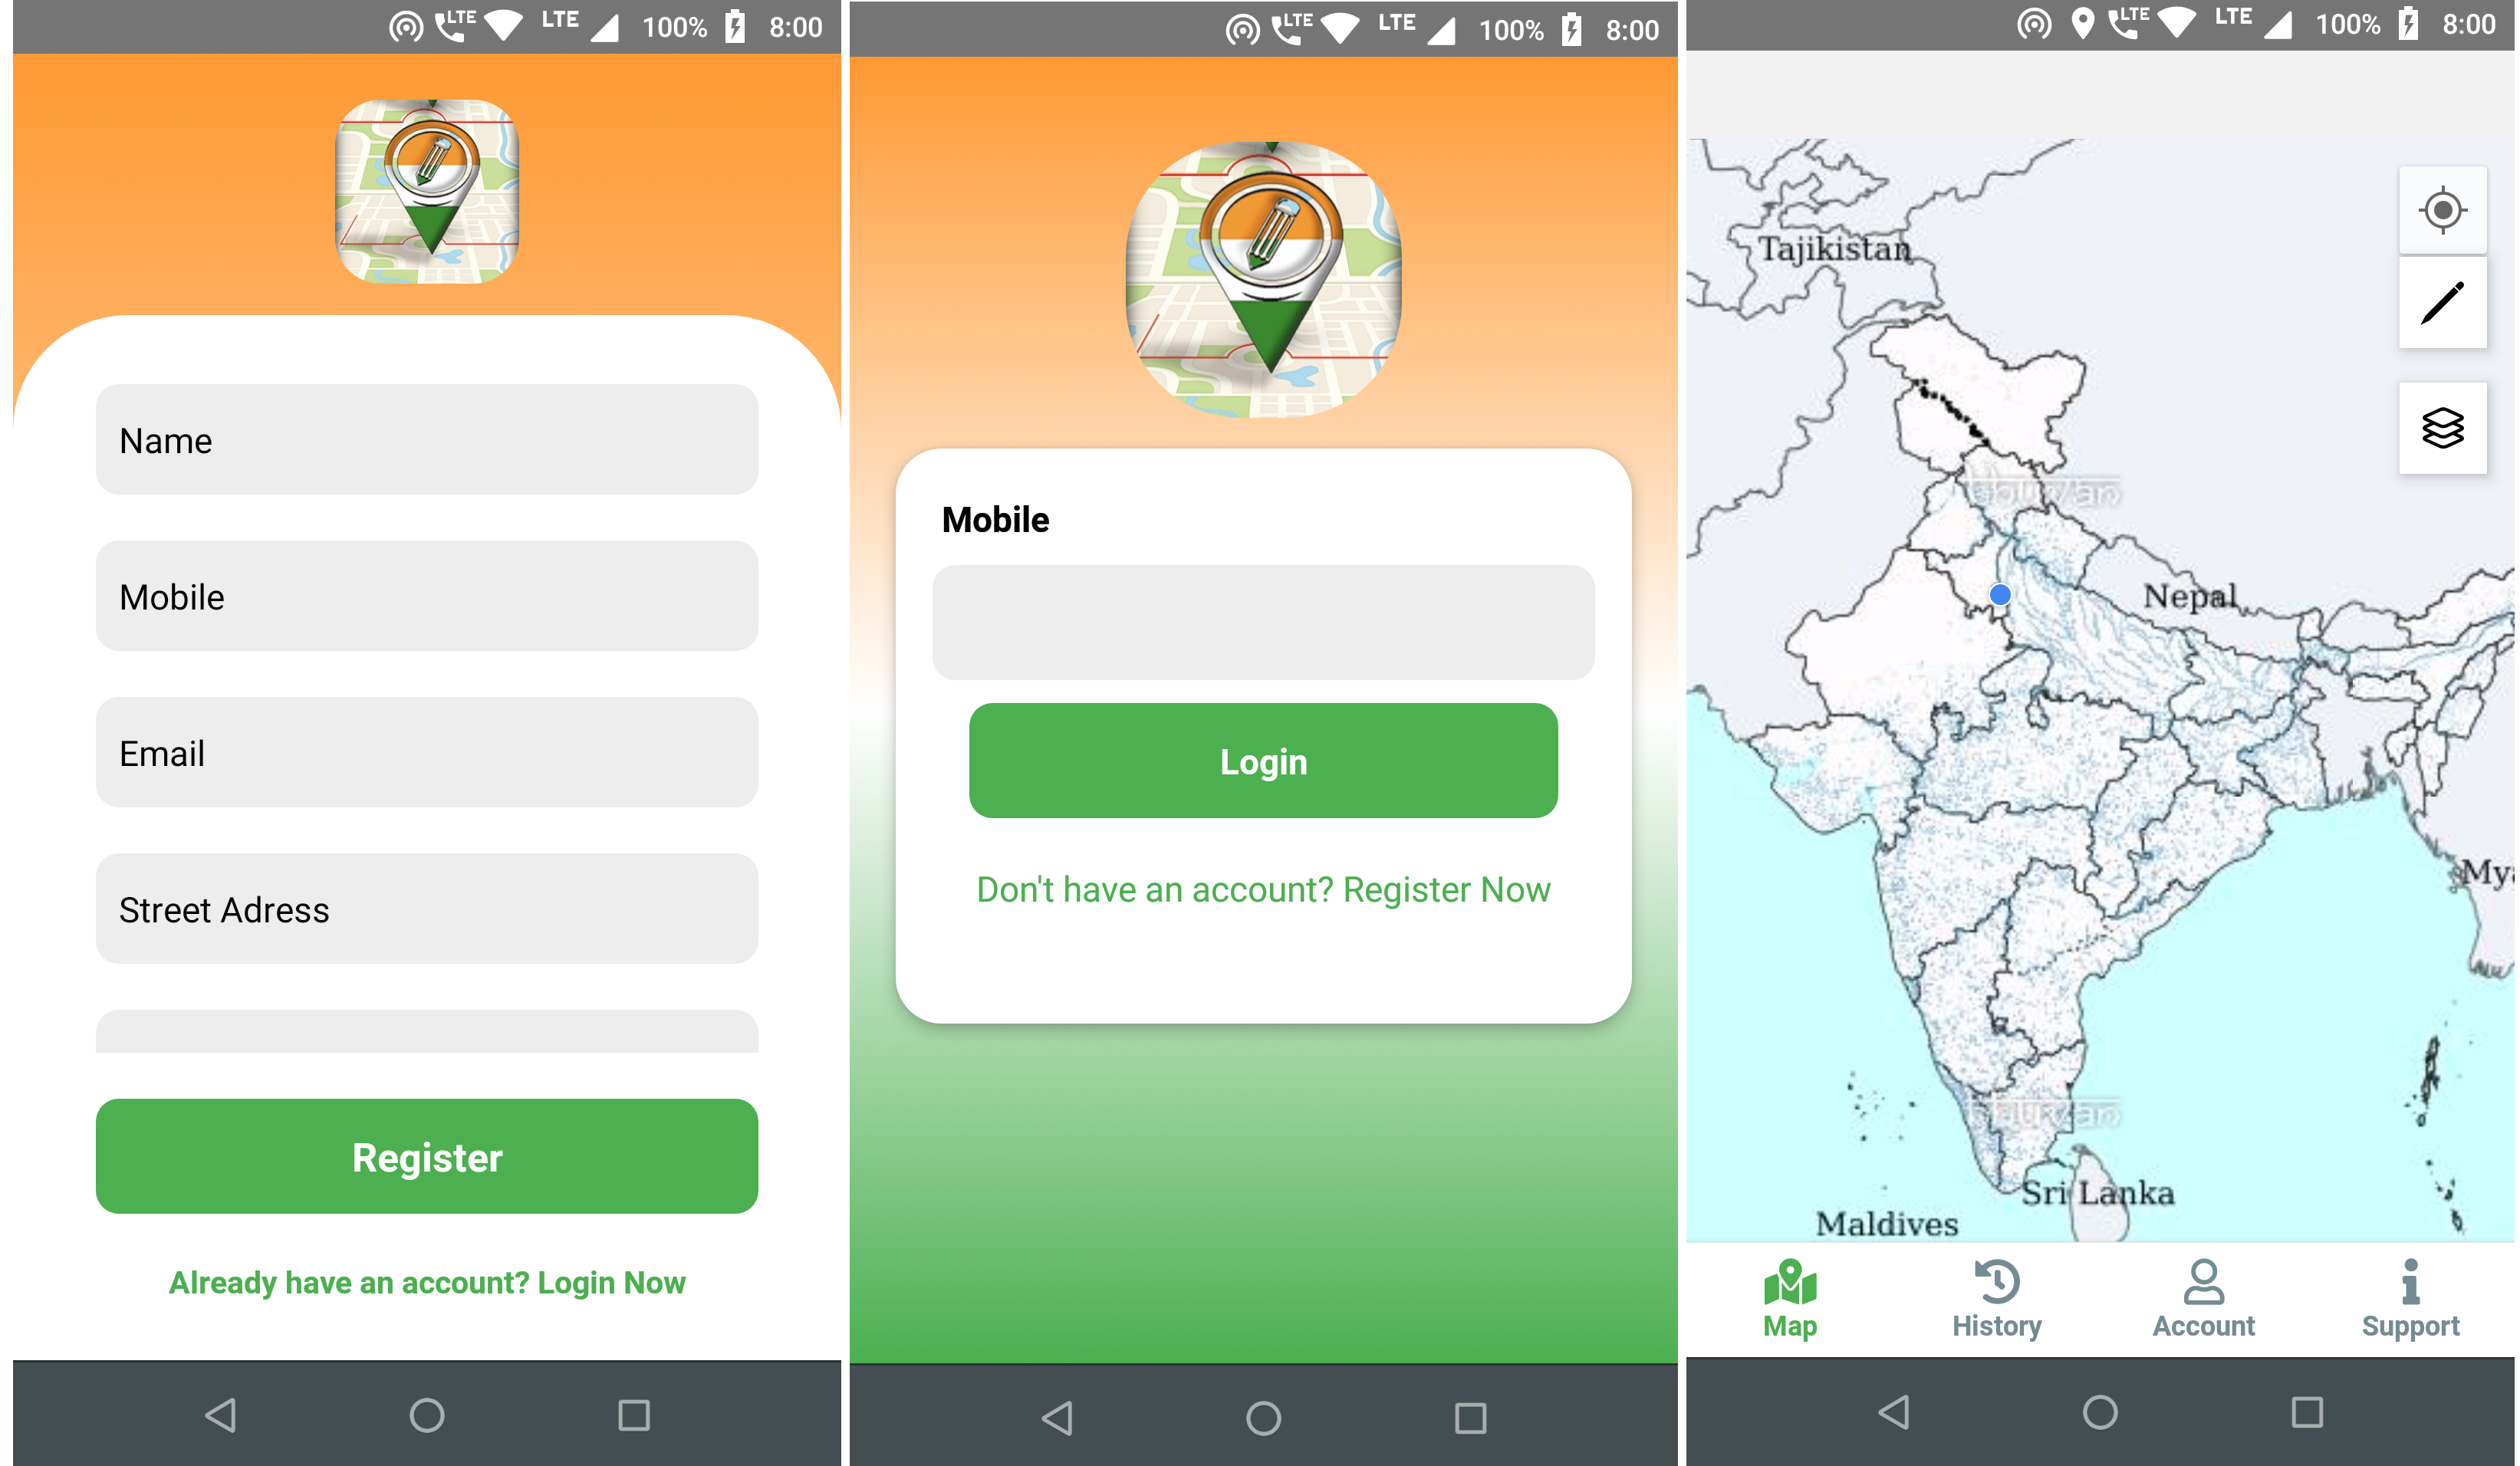 LTE LTE 100% 8:00
Name
Mobile
Email
Street Adress
Register
Already have an account? Login Now
LTE LTE 100% 8:00
Mobile
Login
Don't have an account? Register Now
LTE LTE 100% 8:00
Tajikistan
Nepal
Mya
Sri Lanka
Maldives
Map
History
Account
Support